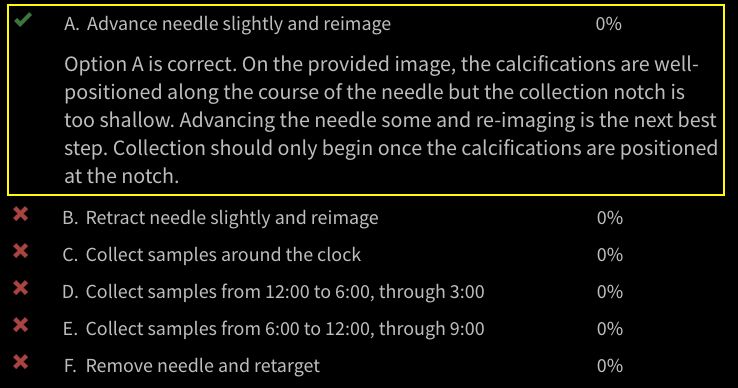 A. Advance needle slightly and reimage 0%
Option A is correct. On the provided image, the calcifications are well-
positioned along the course of the needle but the collection notch is
too shallow. Advancing the needle some and re-imaging is the next best
step. Collection should only begin once the calcifications are positioned
at the notch.
B. Retract needle slightly and reimage 0%
C. Collect samples around the clock 0%
D. Collect samples from 12:00 to 6:00, through 3:00 0%
E. Collect samples from 6:00 to 12:00, through 9:00 0%
F. Remove needle and retarget 0%